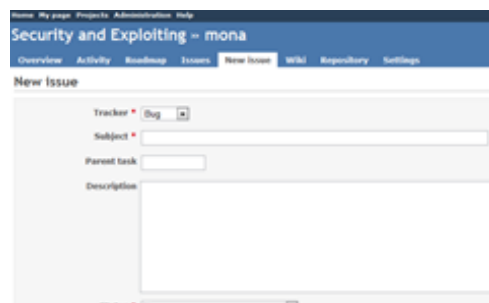 Home My page Projects Administration Help
Security and Exploiting » mona
Overview Activity Roadmap Issues New issue Wiki Repository Settings
New issue
Tracker * Bug
Subject *
Parent task
Description